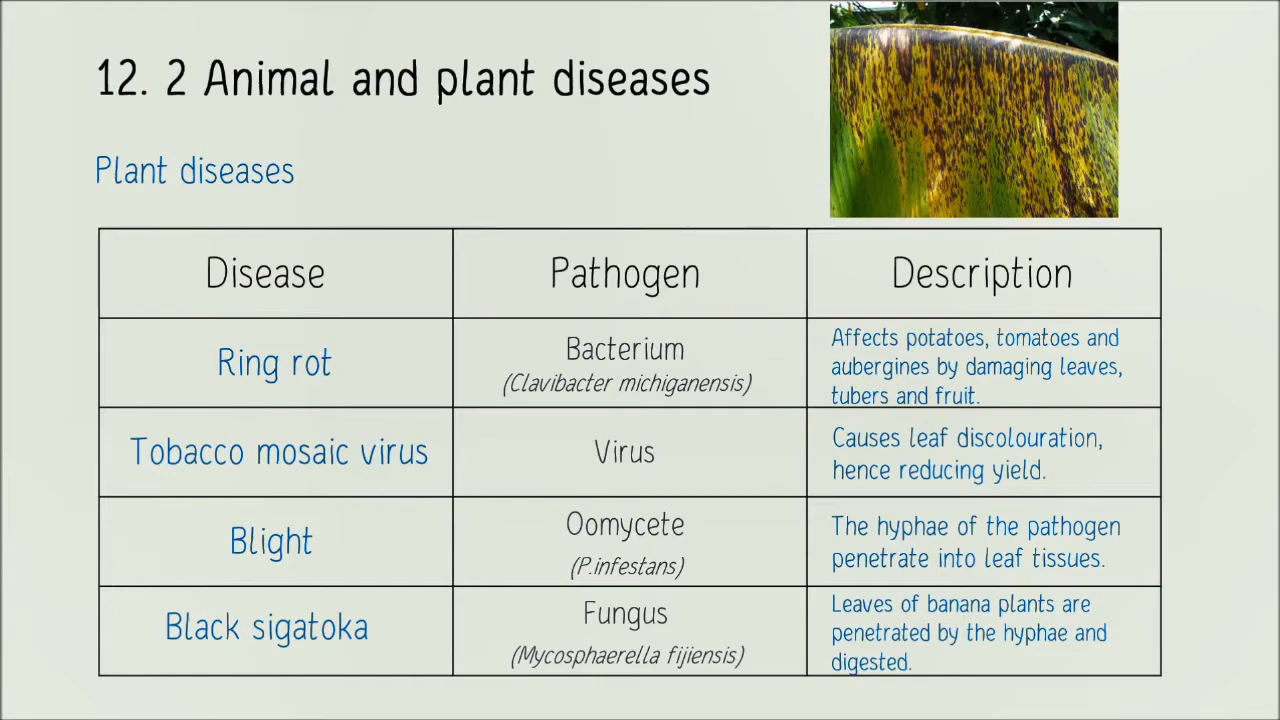 12. 2 Animal and plant diseases
Plant diseases
Disease
Pathogen
Description
Ring rot
Bacterium
(Clavibacter michiganensis)
Affects potatoes, tomatoes and
aubergines by damaging leaves,
tubers and fruit.
Tobacco mosaic virus
Virus
Causes leaf discolouration,
hence reducing yield.
Blight
Oomycete
(P.infestans)
The hyphae of the pathogen
penetrate into leaf tissues.
Black sigatoka
Fungus
(Mycosphaerella fijiensis)
Leaves of banana plants are
penetrated by the hyphae and
digested.